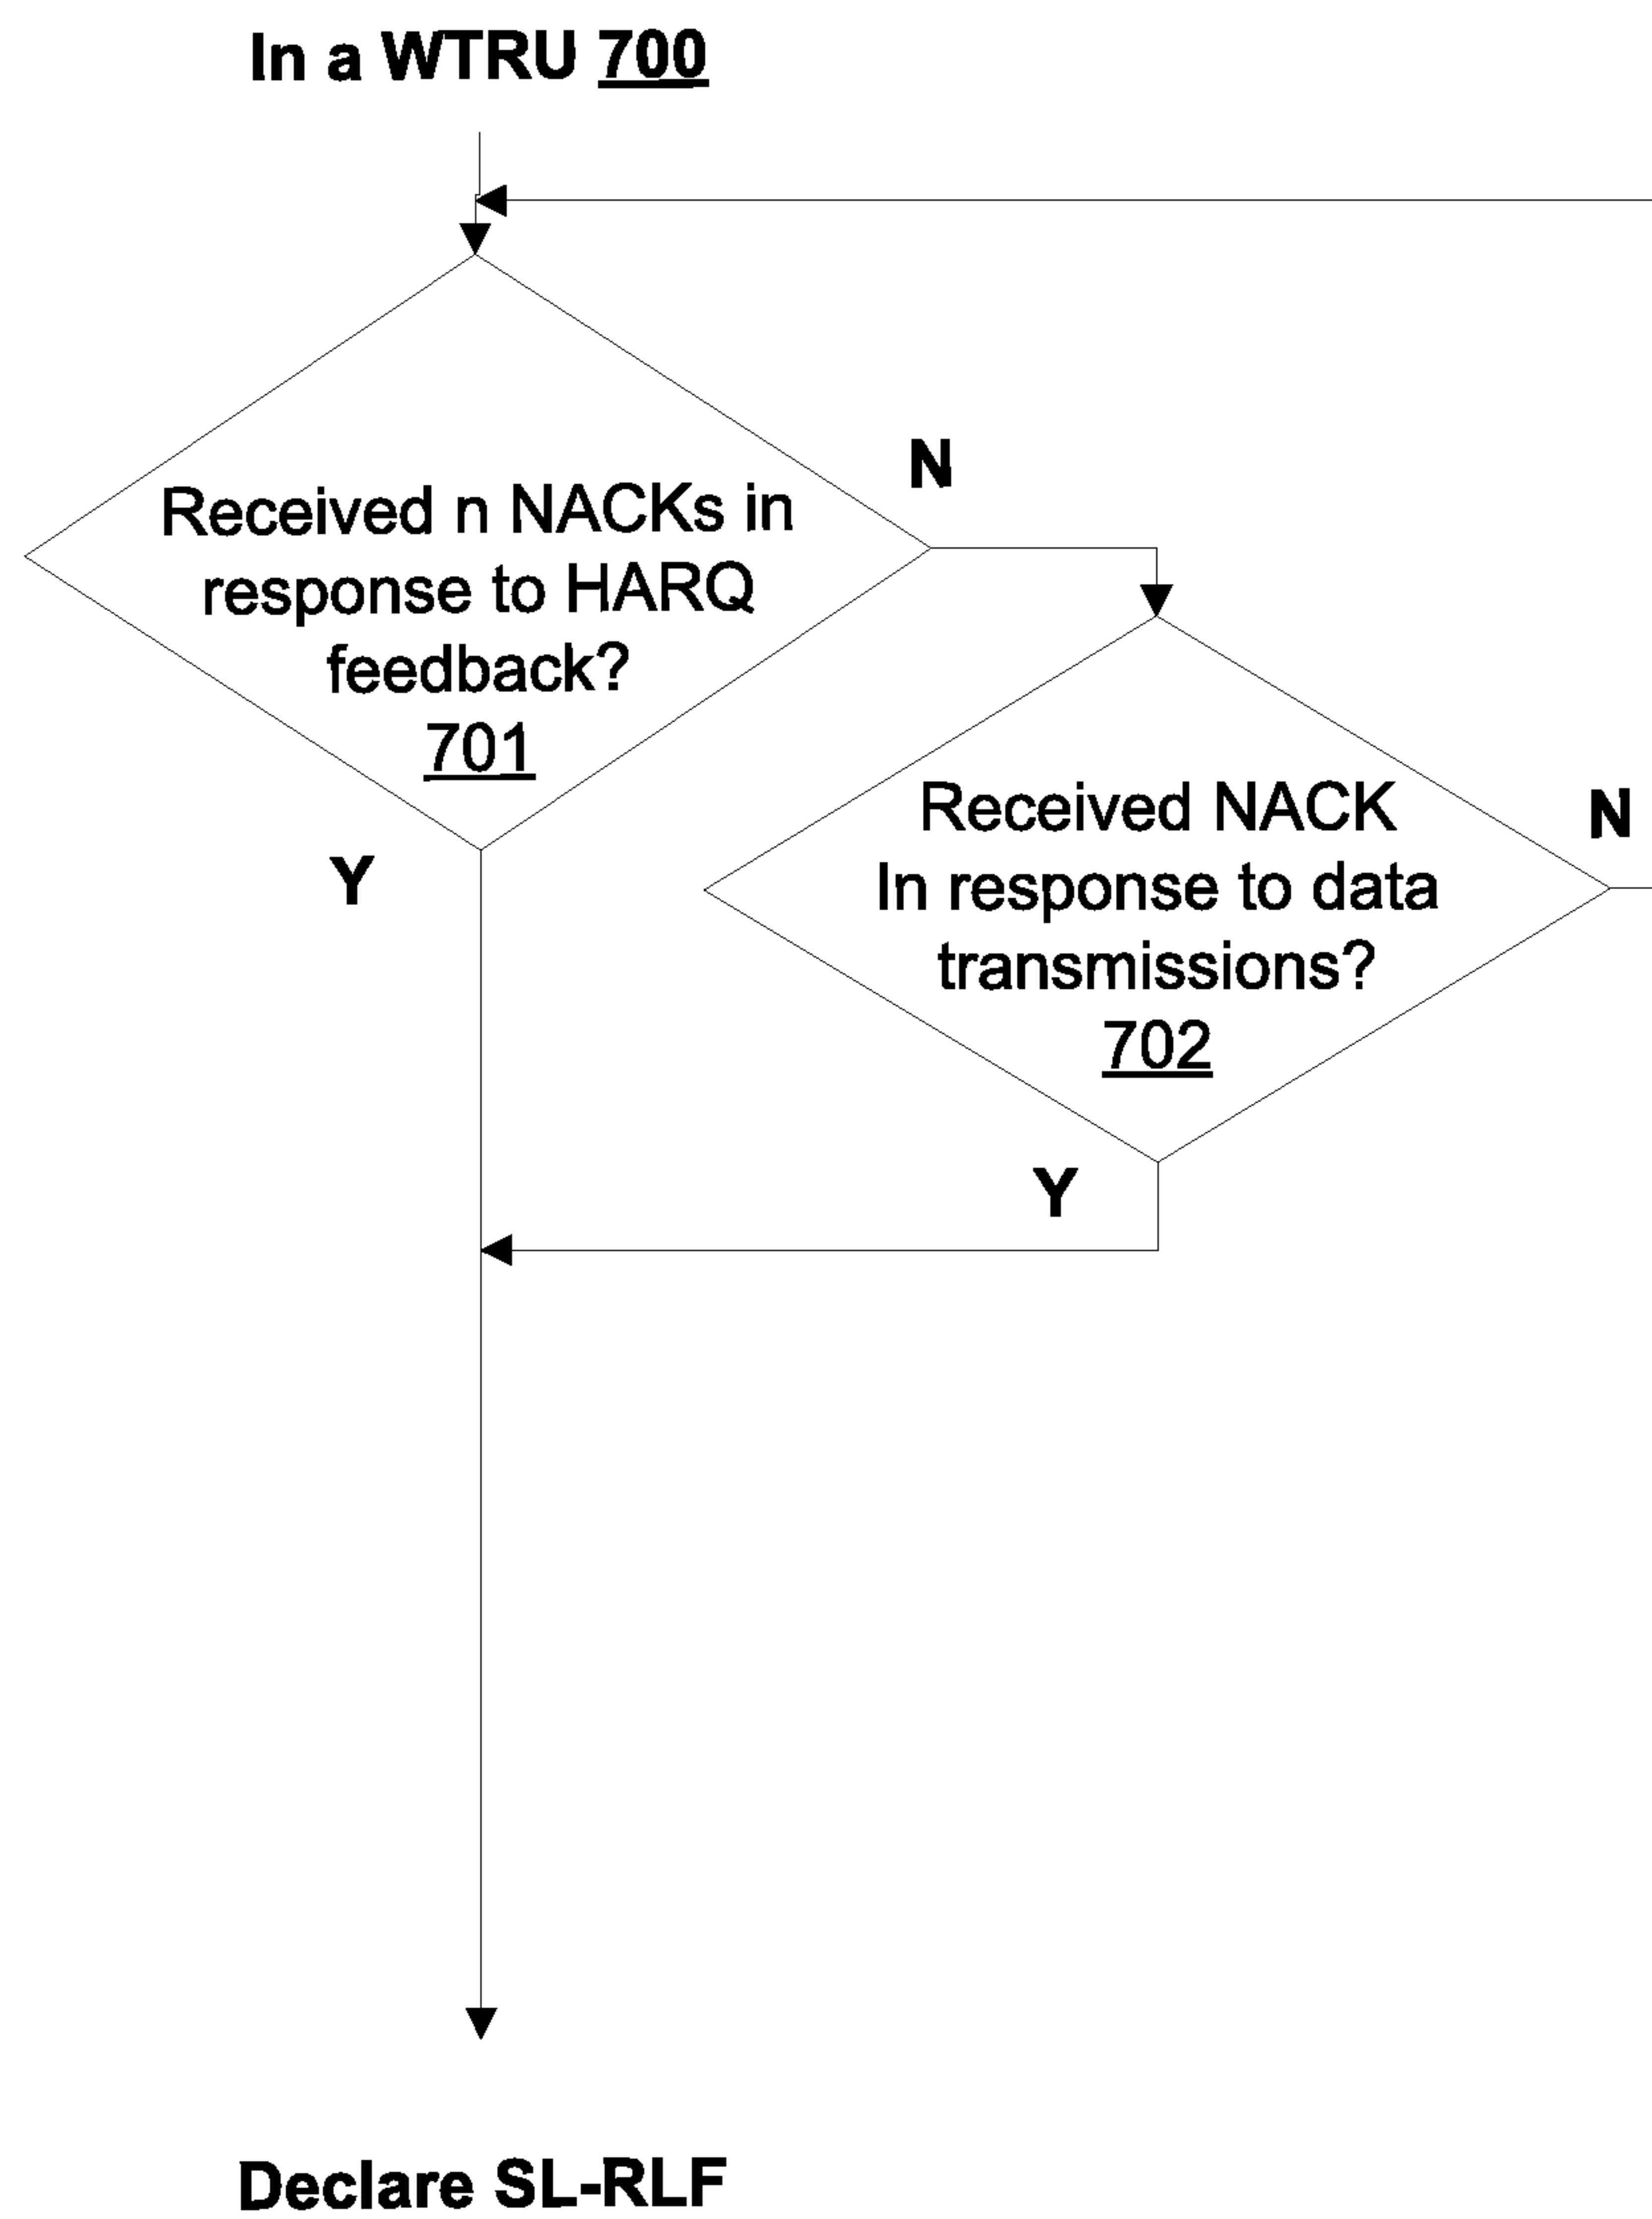 In a WTRU 700
N
Received n NACKs in
response to HARQ
feedback?
701
Y
Received NACK
In response to data
transmissions?
702
N
Y
Declare SL-RLF